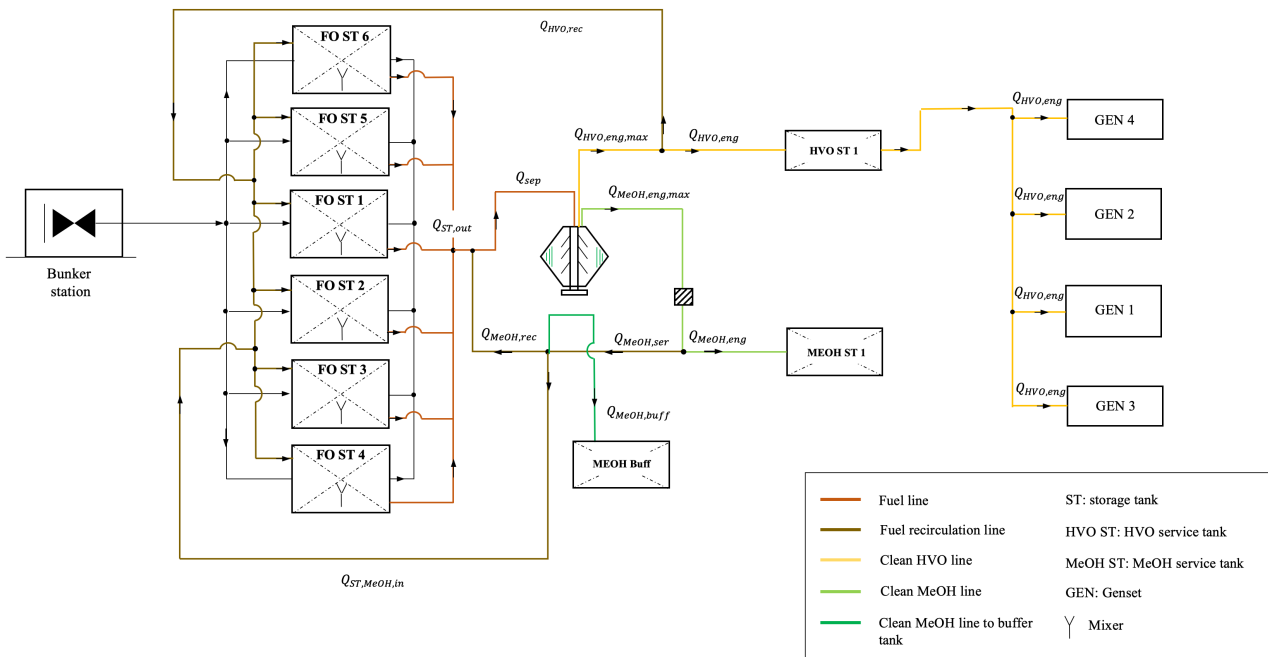 Q_{HVO,rec}
FO ST 6
FO ST 5
FO ST 1
FO ST 2
FO ST 3
FO ST 4
Bunker
station
Q_{ST,out}
Q_{sep}
Q_{HVO,eng,max}
Q_{HVO,eng}
Q_{MeOH,eng,max}
HVO ST 1
Q_{HVO,eng}
GEN 4
Q_{HVO,eng}
GEN 2
Q_{HVO,eng}
GEN 1
Q_{HVO,eng}
GEN 3
Q_{MeOH,rec}
Q_{MeOH,ser}
Q_{MeOH,eng}
MEOH ST 1
Q_{MeOH,buff}
MEOH Buff
Q_{ST,MeOH,in}
Fuel line
Fuel recirculation line
Clean HVO line
Clean MeOH line
Clean MeOH line to buffer
tank
ST: storage tank
HVO ST: HVO service tank
MeOH ST: MeOH service tank
GEN: Genset
Mixer